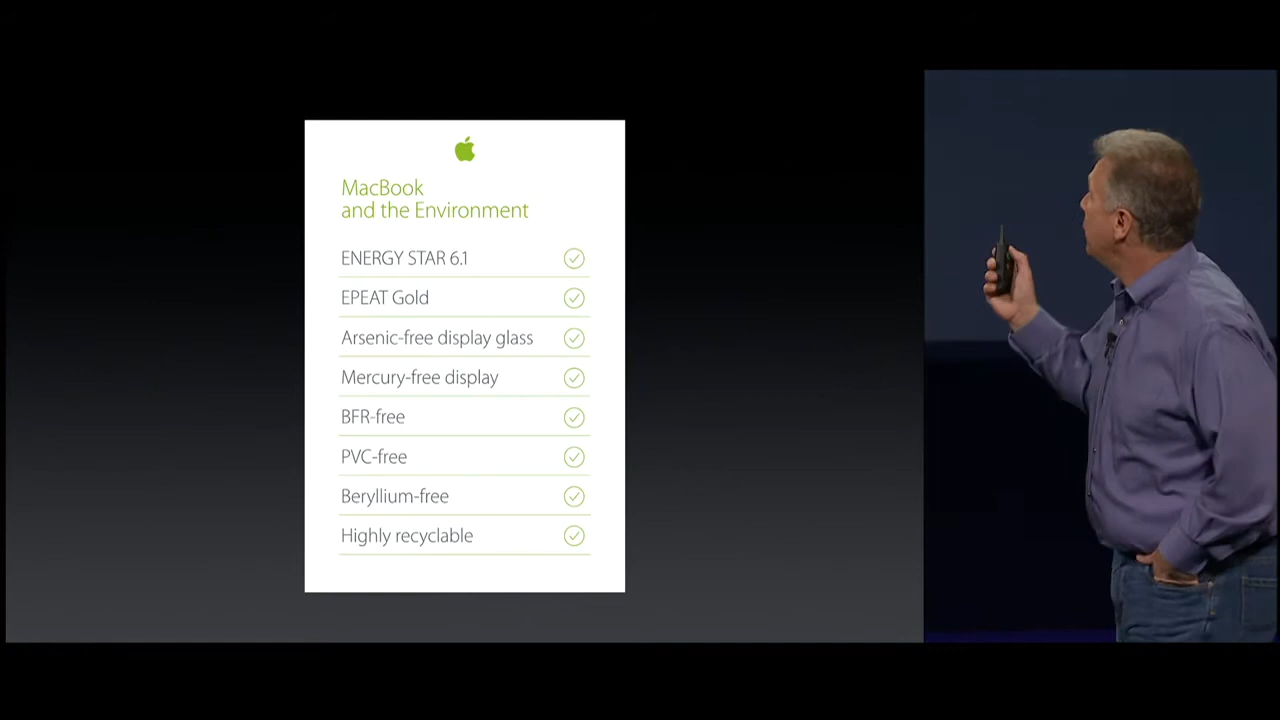 MacBook
and the Environment
ENERGY STAR 6.1
EPEAT Gold
Arsenic-free display glass
Mercury-free display
BFR-free
PVC-free
Beryllium-free
Highly recyclable